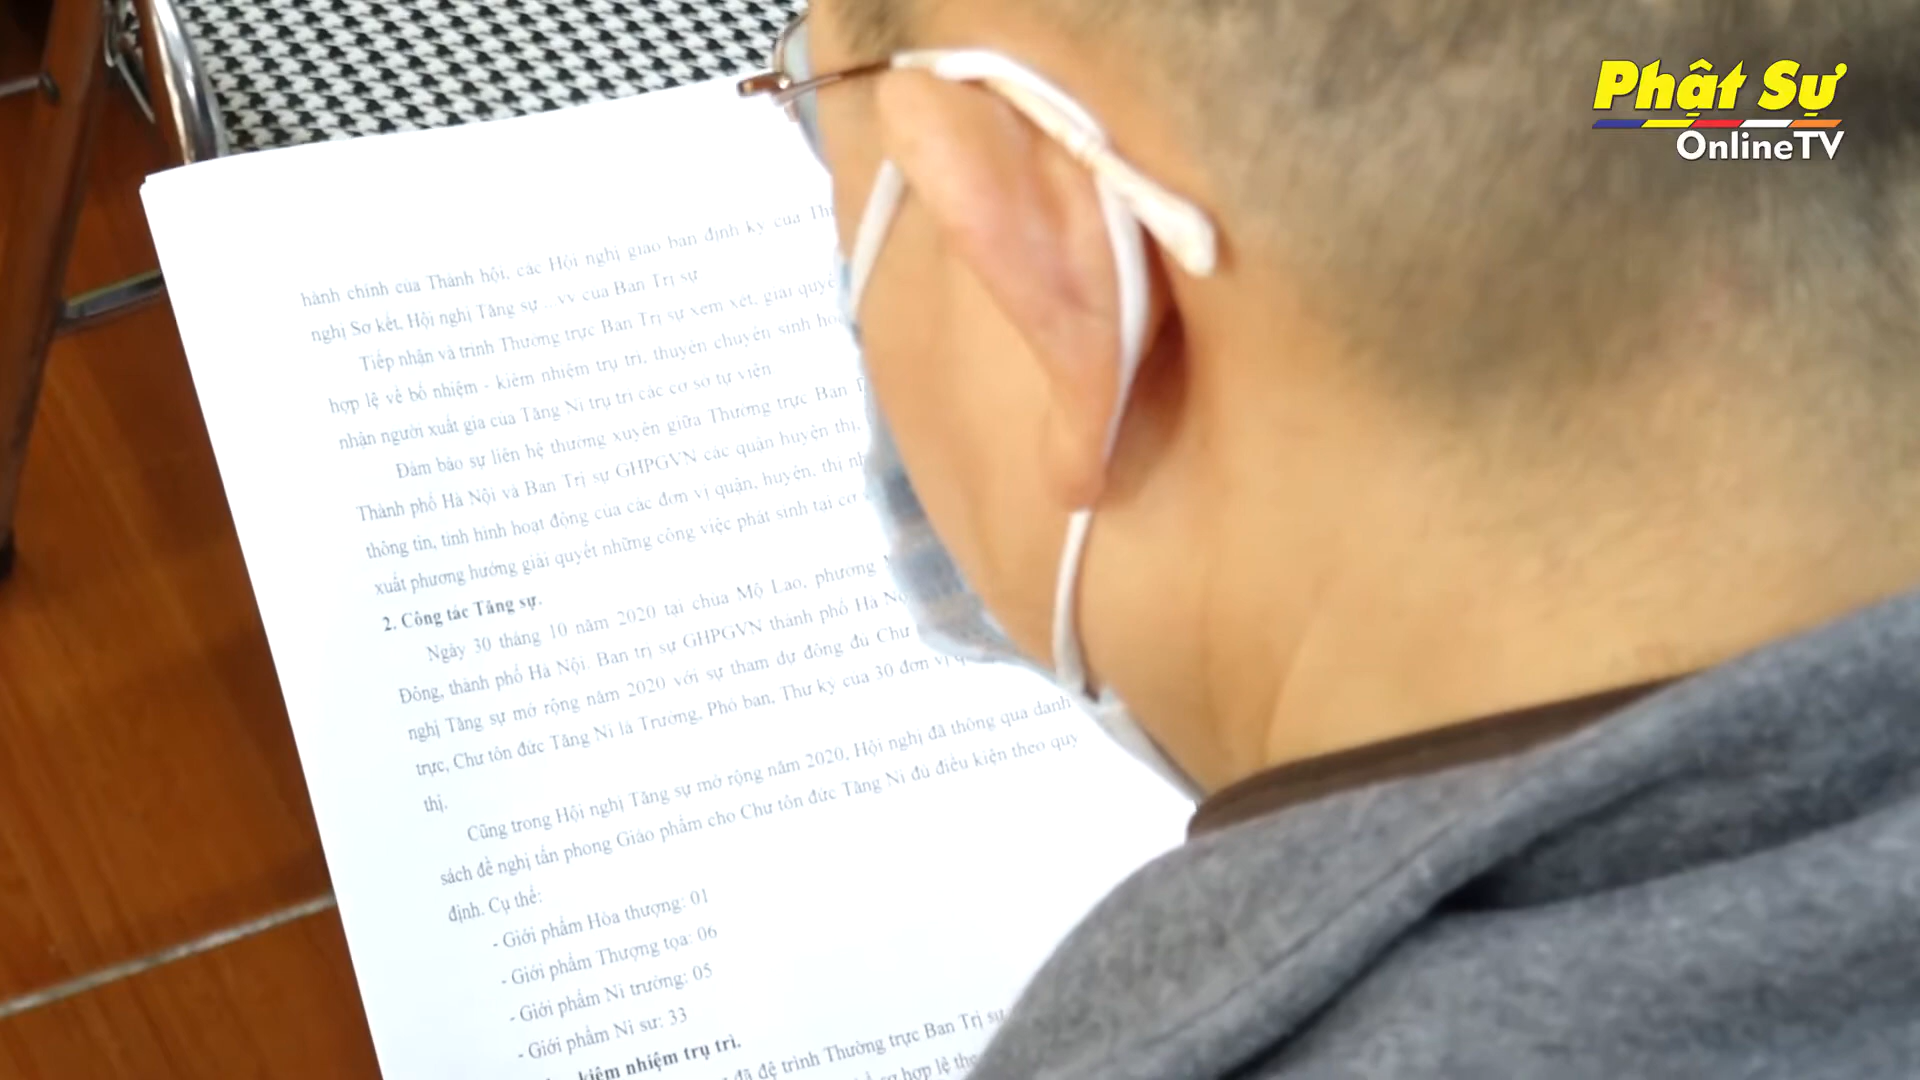 Phật Sự
OnlineTV
hành chính của Thành hội, các Hội nghị giao ban định kỳ của
nghị Sơ kết, Hội nghị Tăng sự ... vv của Ban Trị sự
Tiếp nhận và trình Thường trực Ban Trị sự xem xét, giải quyết
hợp lệ về bổ nhiệm - kiêm nhiệm trụ trì, thuyên chuyển sinh
nhận người xuất gia của Tăng Ni trụ trì các cơ sở tự viện
Đảm bảo sự liên hệ thường xuyên giữa Thường trực Ban
Thành phố Hà Nội và Ban Trị sự GHPGVN các quận huyện thị,
thông tin, tình hình hoạt động của các đơn vị quận, huyện, thị
xuất phương hướng giải quyết những công việc phát sinh tại cơ
2. Công tác Tăng sự.
Ngày 30 tháng 10 năm 2020 tại chùa Mộ Lao, phường
Đông, thành phố Hà Nội. Ban trị sự GHPGVN thành phố Hà
nghị Tăng sự mở rộng năm 2020 với sự tham dự đông đủ Chư
trực, Chư tôn đức Tăng Ni là Trưởng, Phó ban, Thư ký của 30 đơn vị
thị.
Cũng trong Hội nghị Tăng sự mở rộng năm 2020, Hội nghị đã thông qua danh
sách đề nghị tấn phong Giáo phẩm cho Chư tôn đức Tăng Ni đủ điều kiện theo quy
định. Cụ thể:
- Giới phẩm Hòa thượng: 01
- Giới phẩm Thượng tọa: 06
- Giới phẩm Ni trưởng: 05
- Giới phẩm Ni sư: 33
kiêm nhiệm trụ trì.
đã đệ trình Thường trực Ban Trị sự
sơ hợp lệ